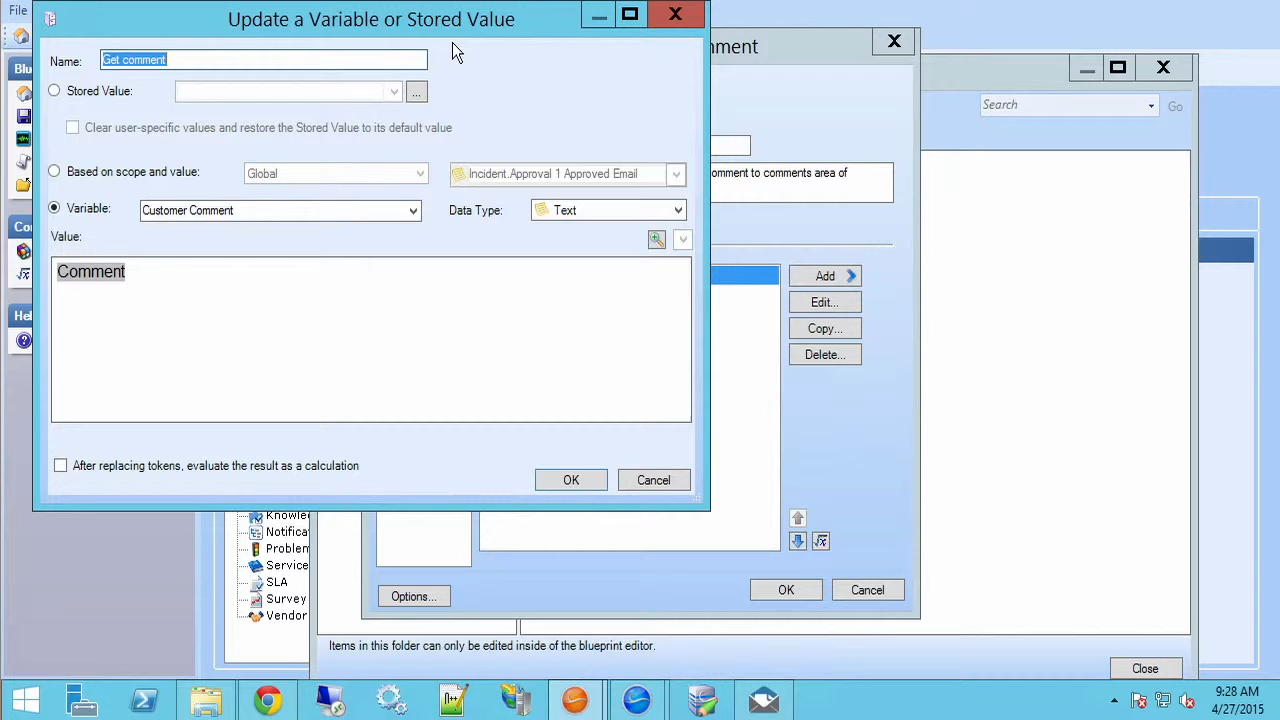 File
Update a Variable or Stored Value
Name:
Get comment
Stored Value:
...
Clear user-specific values and restore the Stored Value to its default value
Based on scope and value:
Global
Incident.Approval 1 Approved Email
Variable:
Customer Comment
Data Type:
Text
Value:
Comment
After replacing tokens, evaluate the result as a calculation
OK
Cancel
Blu
Co
Hel
mment
X
omment to comments area of
Add
Edit...
Copy...
Delete...
Options...
OK
Cancel
Search
Go
Knowle
Notifica
Problem
Service
SLA
Survey
Vendor
Items in this folder can only be edited inside of the blueprint editor.
Close
9:28 AM
4/27/2015